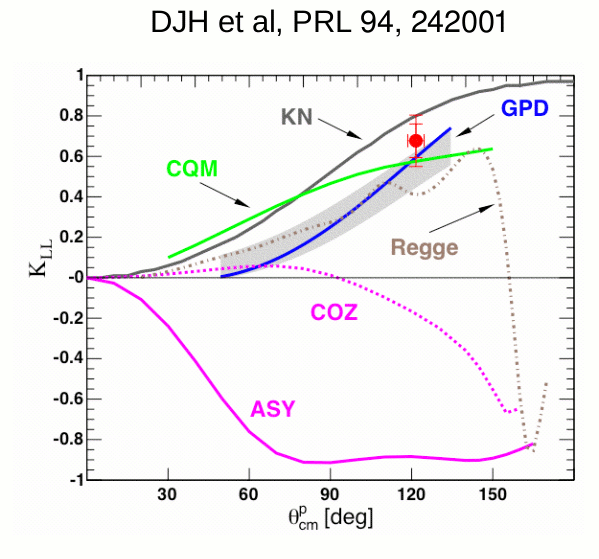 DJH et al, PRL 94, 242001
1
0.8
0.6
0.4
0.2
-0
-0.2
-0.4
-0.6
-0.8
-1
K_LL
KN
GPD
CQM
Regge
COZ
ASY
30
60
90
120
150
θ^p_cm [deg]